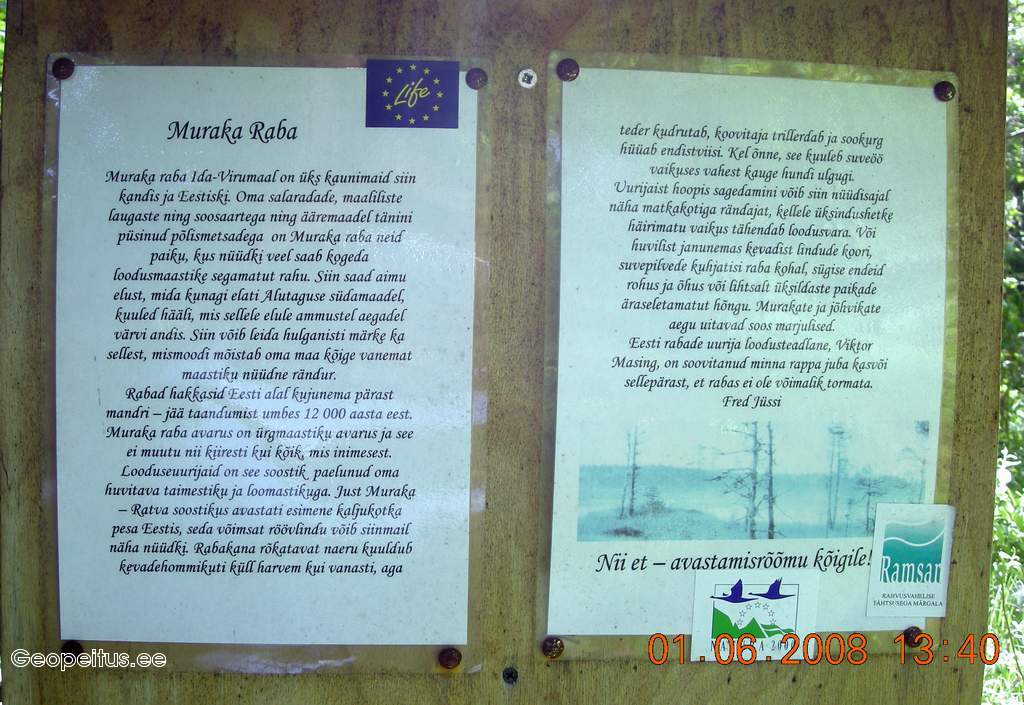 Life
Muraka Raba
Muraka raba Ida-Virumaal on üks kaunimaid siin
kandis ja Eestiski. Oma salaradade, maaliliste
laugaste ning soosaartega ning ääremaadel tänini
püsinud põlismetsadega on Muraka raba neid
paiku, kus nüüdki veel saab kogeda
loodusmaastike segamatut rahu. Siin saad aimu
elust, mida kunagi elati Alutaguse südamaadel,
kuuled hääli, mis sellele elule ammustel aegadel
värvi andis. Siin võib leida hulganisti märke ka
sellest, mismoodi mõistab oma maa kõige vanemat
maastiku nüüdne rändur.
Rabad hakkasid Eesti alal kujunema pärast
mandri – jää taandumist umbes 12 000 aasta eest.
Muraka raba avarus on ürgmaastiku avarus ja see
ei muutu nii kiiresti kui kõik, mis inimesest.
Looduseuurijaid on see soostik paelunud oma
huvitava taimestiku ja loomastikuga. Just Muraka
– Ratva soostikus avastati esimene kaljukotka
pesa Eestis, seda võimsat röövlindu võib siinmail
näha nüüdki. Rabakana rõkatavat naeru kuuldub
kevadehommikuti küll harvem kui vanasti, aga
teder kudrutab, koovitaja trillerdab ja sookurg
hüüab endistviisi. Kel õnne, see kuuleb suveöö
vaikuses vahest kauge hundi ulgugi.
Uurijaist hoopis sagedamini võib siin nüüdisajal
näha matkakotiga rändajat, kellele üksindushetke
häirimatu vaikus tähendab loodusvara. Või
huvilist janunemas kevadist lindude koori,
suvepilvede kuhjatisi raba kohal, sügise endeid
rohus ja õhus või lihtsalt üksildaste paikade
äraseletamatut hõngu. Murakate ja jõhvikate
aegu uitavad soos marjulised.
Eesti rabade uurija loodusteadlane, Viktor
Masing, on soovitanud minna rappa juba kasvõi
sellepärast, et rabas ei ole võimalik tormata.
Fred Jüssi
Nii et – avastamisrõõmu kõigile!
Ramsar
RAHVUSVAHELISE
TÄHTSUSEGA MÄRGALA
01.06.2008 13:40
Geopeitus.ee